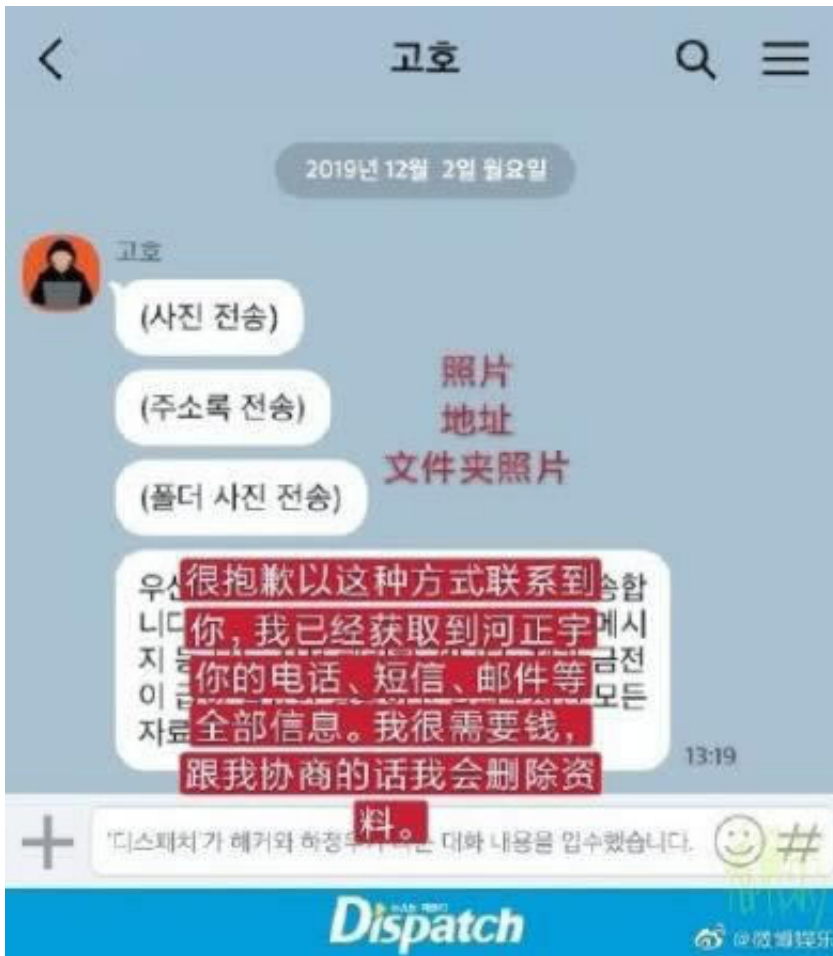 고호
2019년 12월 2일 월요일
고호
(사진 전송)
(주소록 전송)
(폴더 사진 전송)
照片
地址
文件夹照片
우선
송합
니다
메시
지 등
금전
이 급
모든
자료
很抱歉以这种方式联系到
你，我已经获取到河正宇
你的电话、短信、邮件等
全部信息。我很需要钱，
跟我协商的话我会删除资
料。
13:19
'디스패치'가 해커와 하정우가 대화 내용을 입수했습니다.
#
Dispatch
@微博娱乐